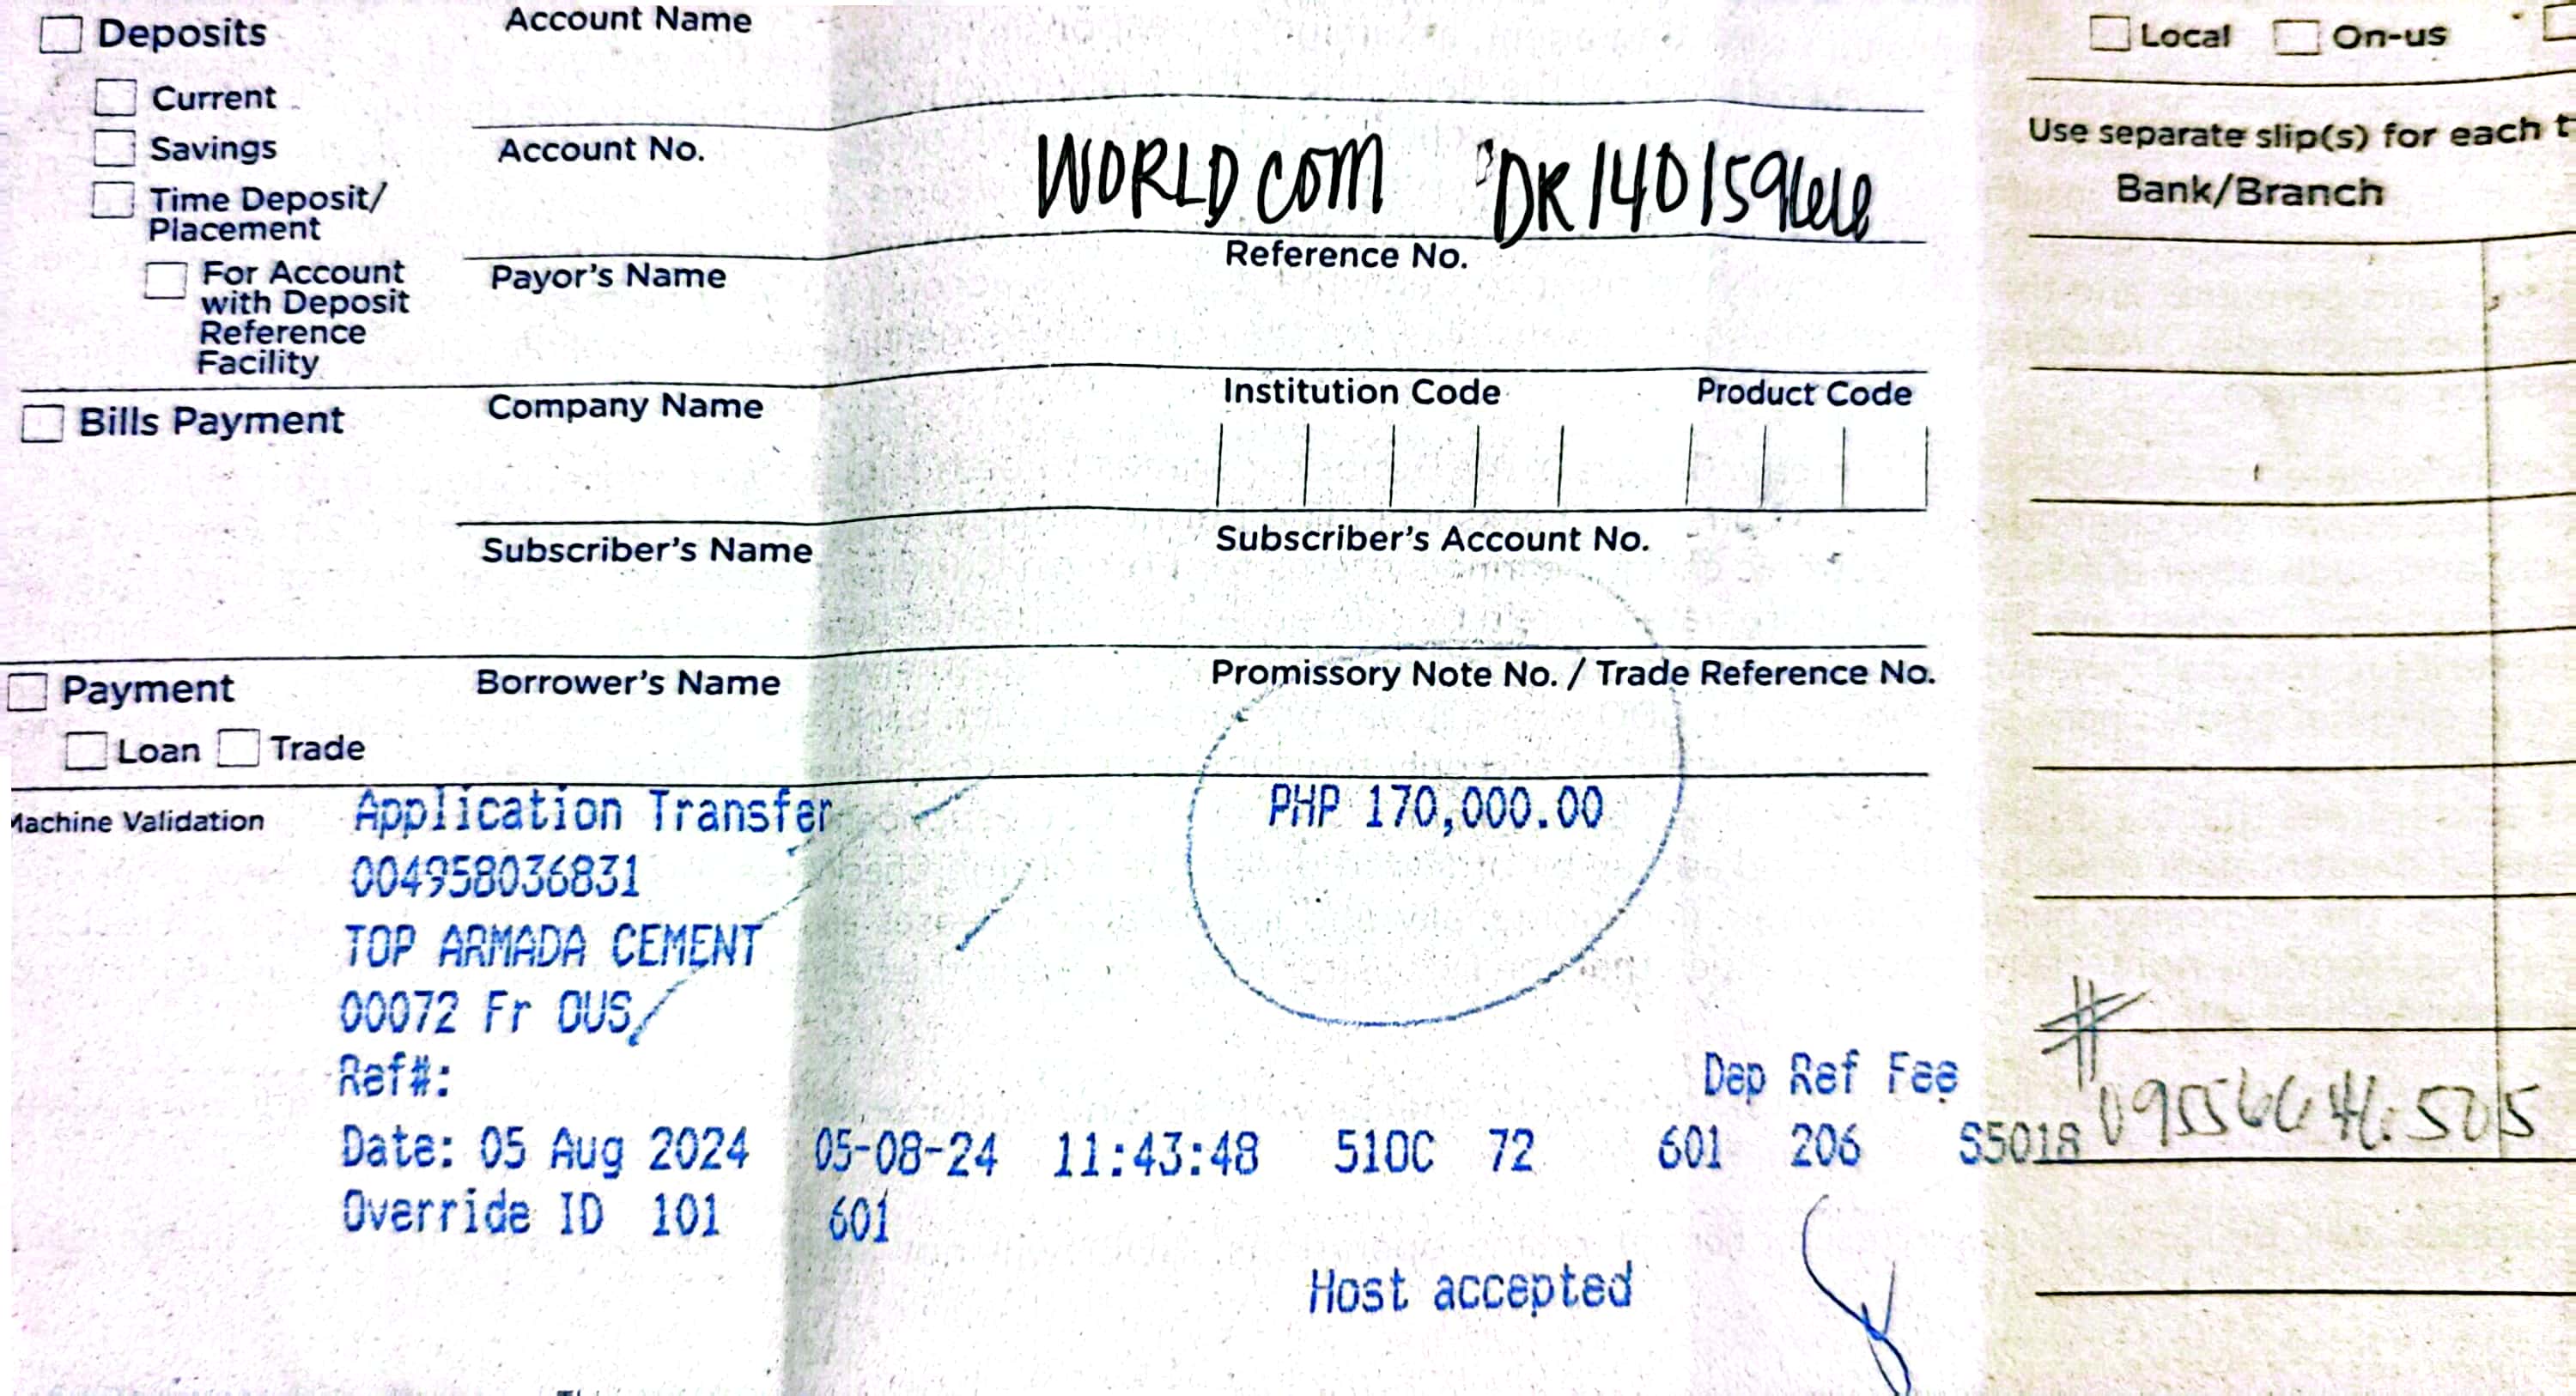 Deposits
Account Name
Local
On-us
Current
Savings
Account No.
WORLD COM DR14015966
Use separate slip(s) for each
Bank/Branch
Time Deposit/
Placement
Payor's Name
Reference No.
For Account
with Deposit
Reference
Facility
Bills Payment
Company Name
Institution Code
Product Code
Subscriber's Name
Subscriber's Account No.
Payment
Borrower's Name
Promissory Note No. / Trade Reference No.
Loan
Trade
Machine Validation
Application Transfer
PHP 170,000.00
004958036831
TOP ARMADA CEMENT
00072 Fr OUS
Ref#:
Dep Ref Fee
#
Date: 05 Aug 2024 05-08-24 11:43:48 510C 72 601 206 S5018
Override ID 101 601
Host accepted